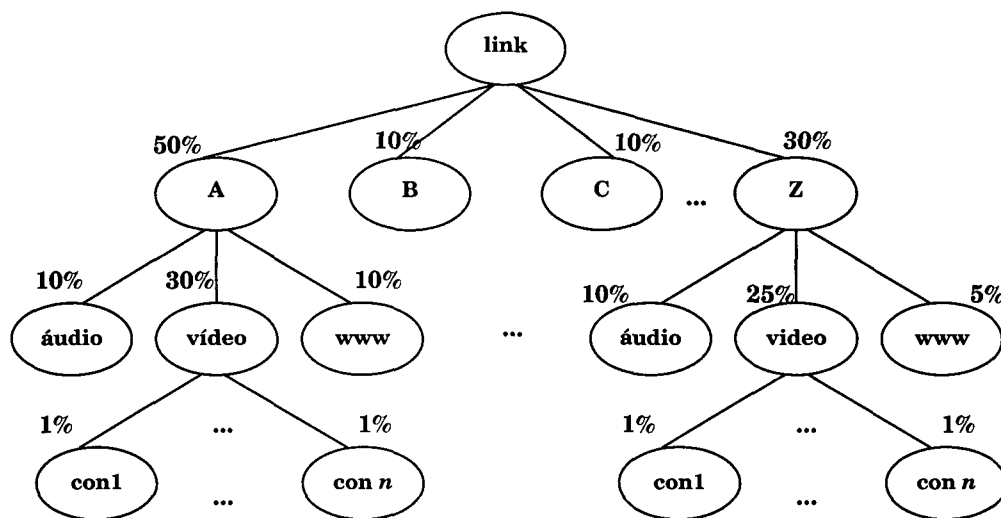 link
50% 10% 10% 30%
A B C ... Z
10% 30% 10% 10% 25% 5%
áudio vídeo www ... áudio video www
1% ... 1% 1% ... 1%
con1 ... con n con1 ... con n